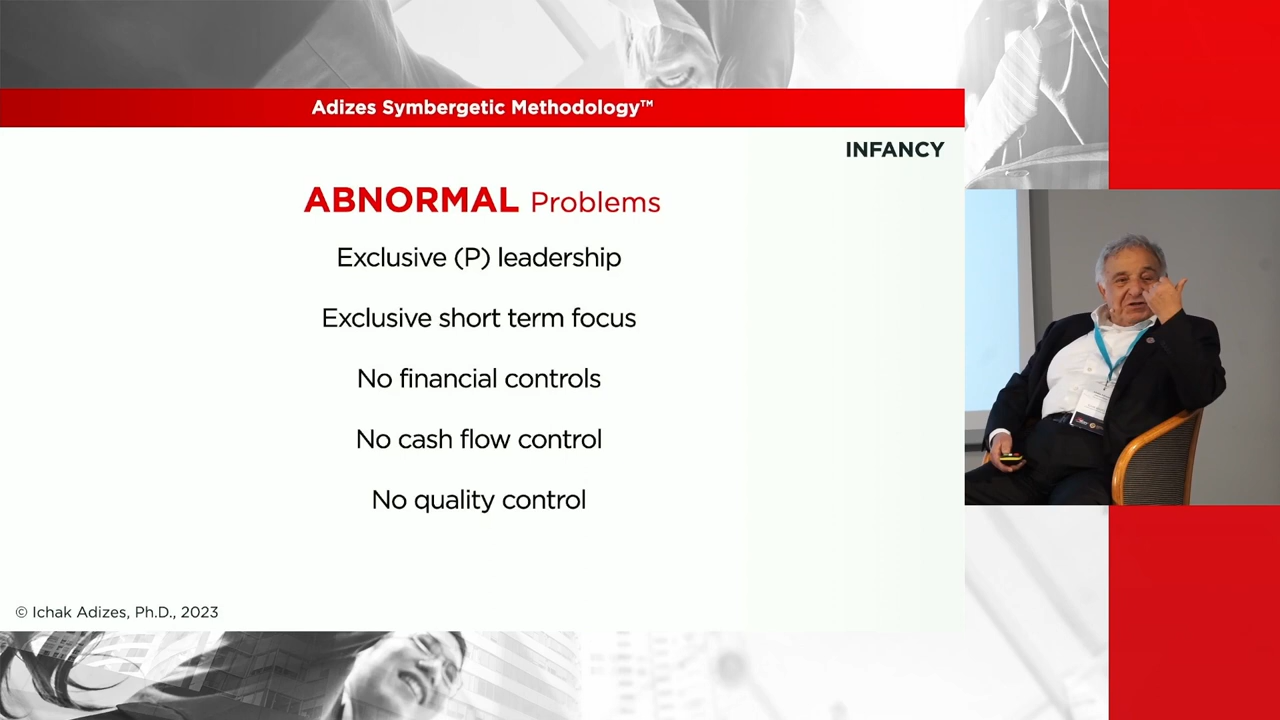 Adizes Symbergetic Methodology™
INFANCY
ABNORMAL Problems
Exclusive (P) leadership
Exclusive short term focus
No financial controls
No cash flow control
No quality control
© Ichak Adizes, Ph.D., 2023